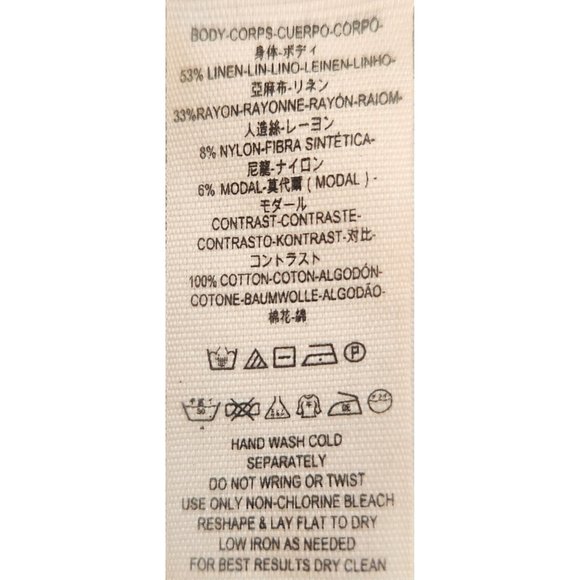 BODY-CORPS-CUERPO-CORPO-
身体-ボディ
53% LINEN-LIN-LINO-LEINEN-LINHO-
亞麻布-リネン
33%RAYON-RAYONNE-RAYÓN-RAIOM-
人造絲-レーヨン
8% NYLON-FIBRA SINTÉTICA-
尼龍-ナイロン
6% MODAL-莫代爾 ( MODAL ) -
モダール
CONTRAST-CONTRASTE-
CONTRASTO-KONTRAST-对比-
コントラスト
100% COTTON-COTON-ALGODÓN-
COTONE-BAUMWOLLE-ALGODÃO-
棉花-綿
P
HAND WASH COLD
SEPARATELY
DO NOT WRING OR TWIST
USE ONLY NON-CHLORINE BLEACH
RESHAPE & LAY FLAT TO DRY
LOW IRON AS NEEDED
FOR BEST RESULTS DRY CLEAN